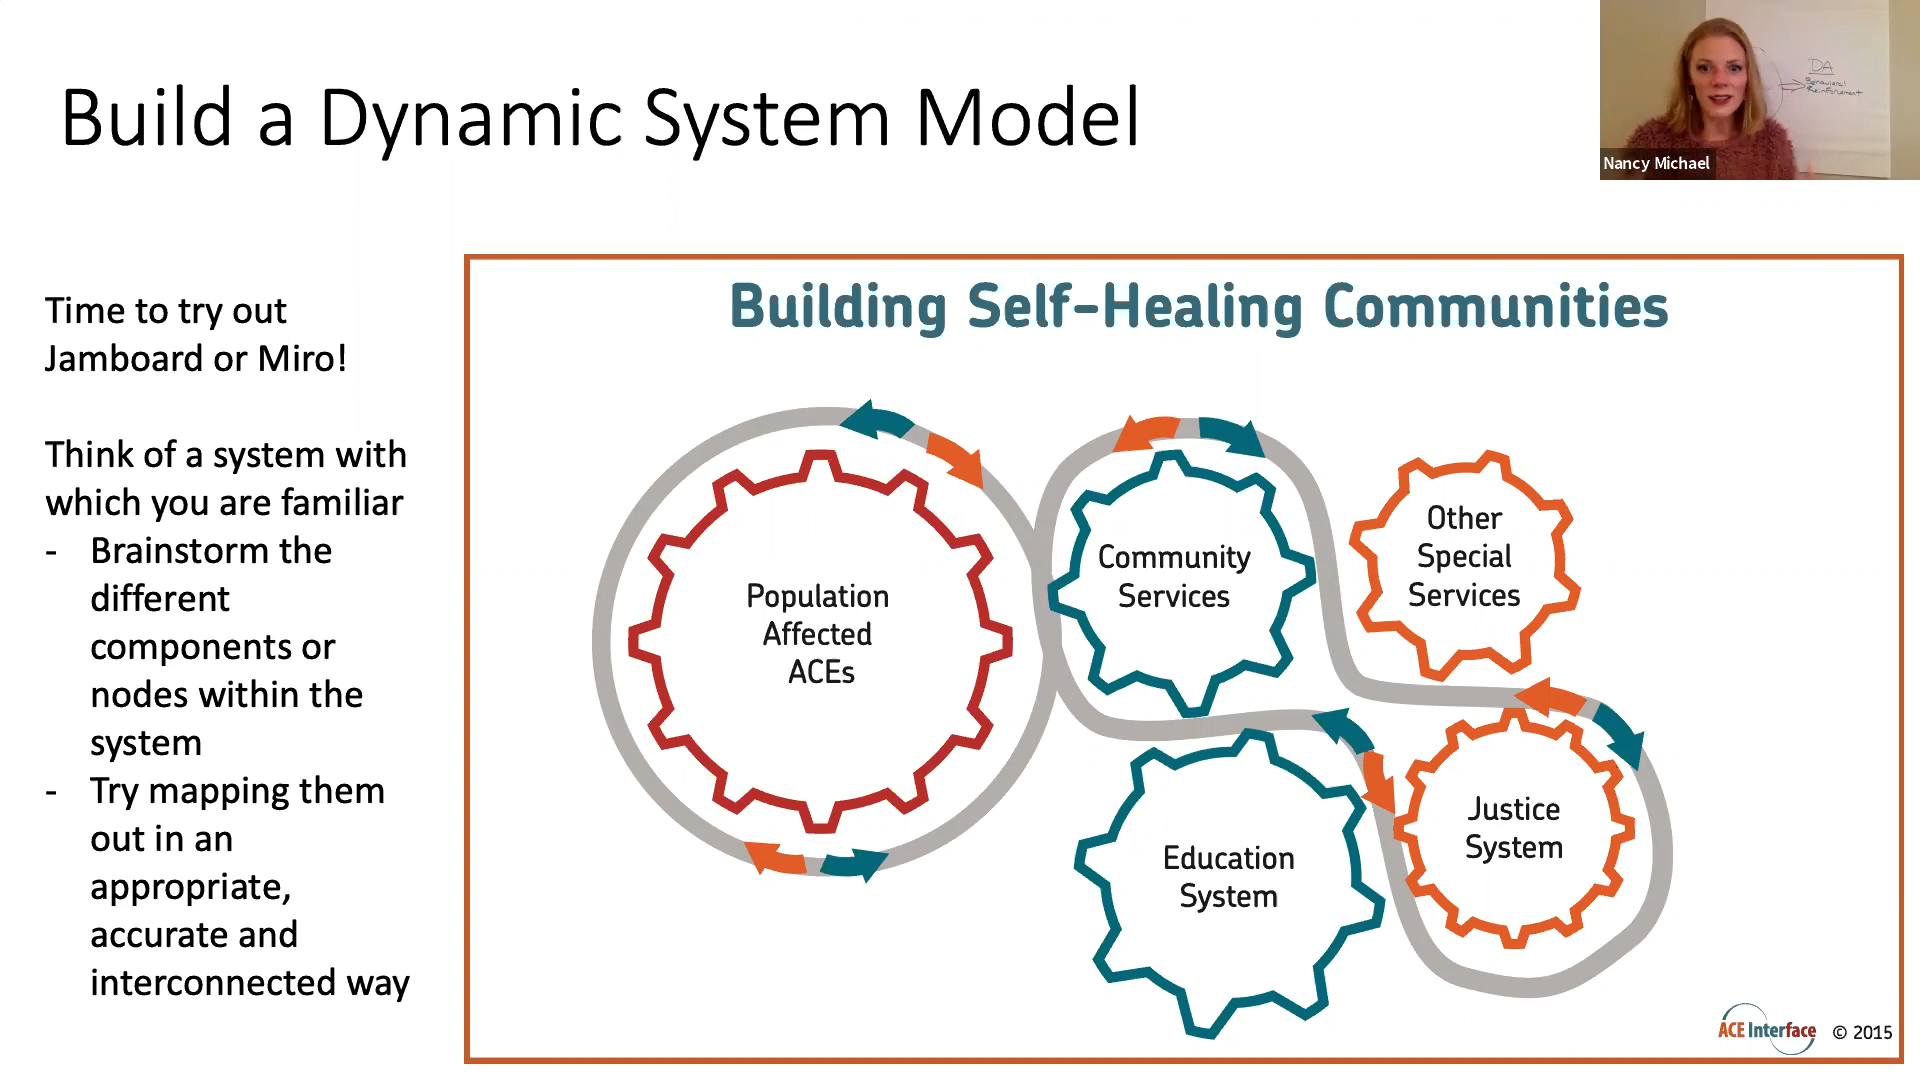 Build a Dynamic System Model
DA
Behavioral
Reinforcement
Nancy Michael
Time to try out
Jamboard or Miro!
Think of a system with
which you are familiar
- Brainstorm the
different
components or
nodes within the
system
- Try mapping them
out in an
appropriate,
accurate and
interconnected way
Building Self-Healing Communities
Population
Affected
ACEs
Community
Services
Other
Special
Services
Education
System
Justice
System
ACE Interface © 2015